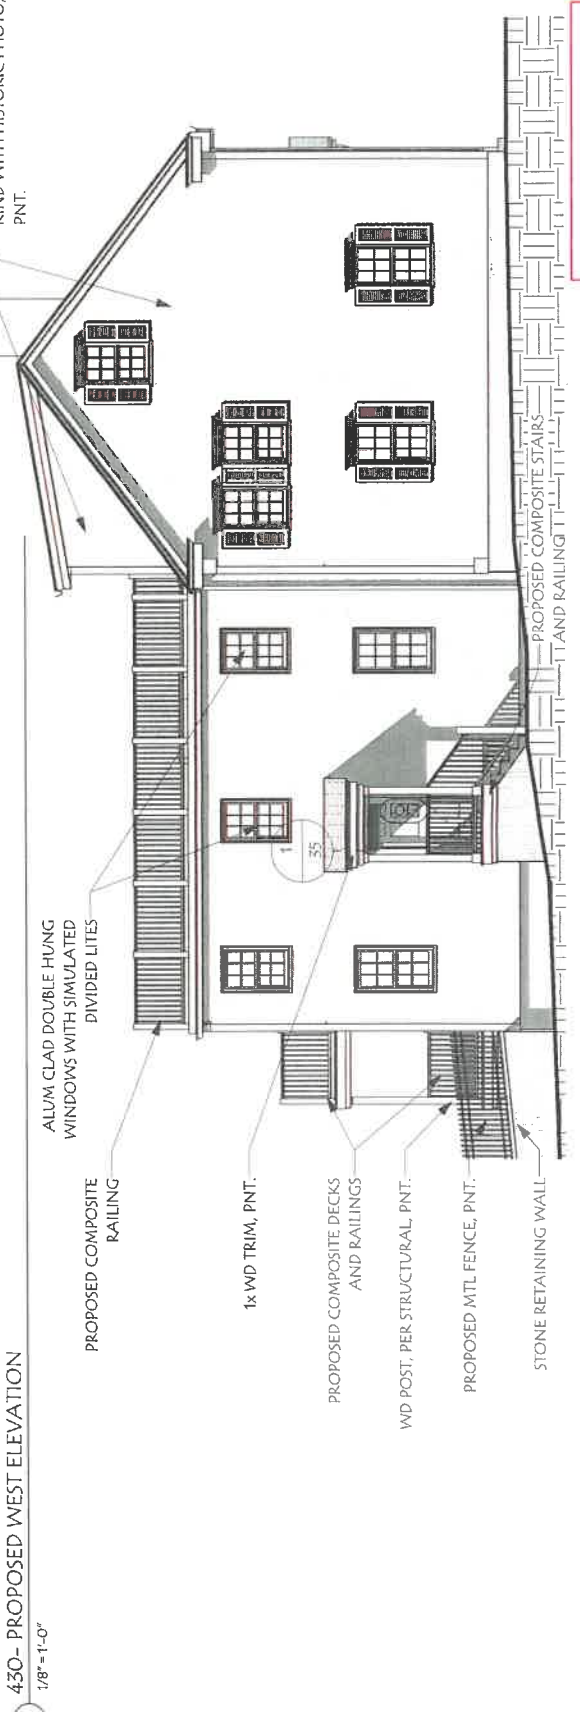 430- PROPOSED WEST ELEVATION
1/8" = 1'-0"
ALUM CLAD DOUBLE HUNG
WINDOWS WITH SIMULATED
DIVIDED LITES
PROPOSED COMPOSITE
RAILING
1x WD TRIM, PNT.
PROPOSED COMPOSITE DECKS
AND RAILINGS
WD POST, PER STRUCTURAL, PNT.
PROPOSED MTL FENCE, PNT.
STONE RETAINING WALL
PROPOSED COMPOSITE STAIRS
AND RAILING
1
35
KIND WITH HISTORIC PHOTO,
PNT.